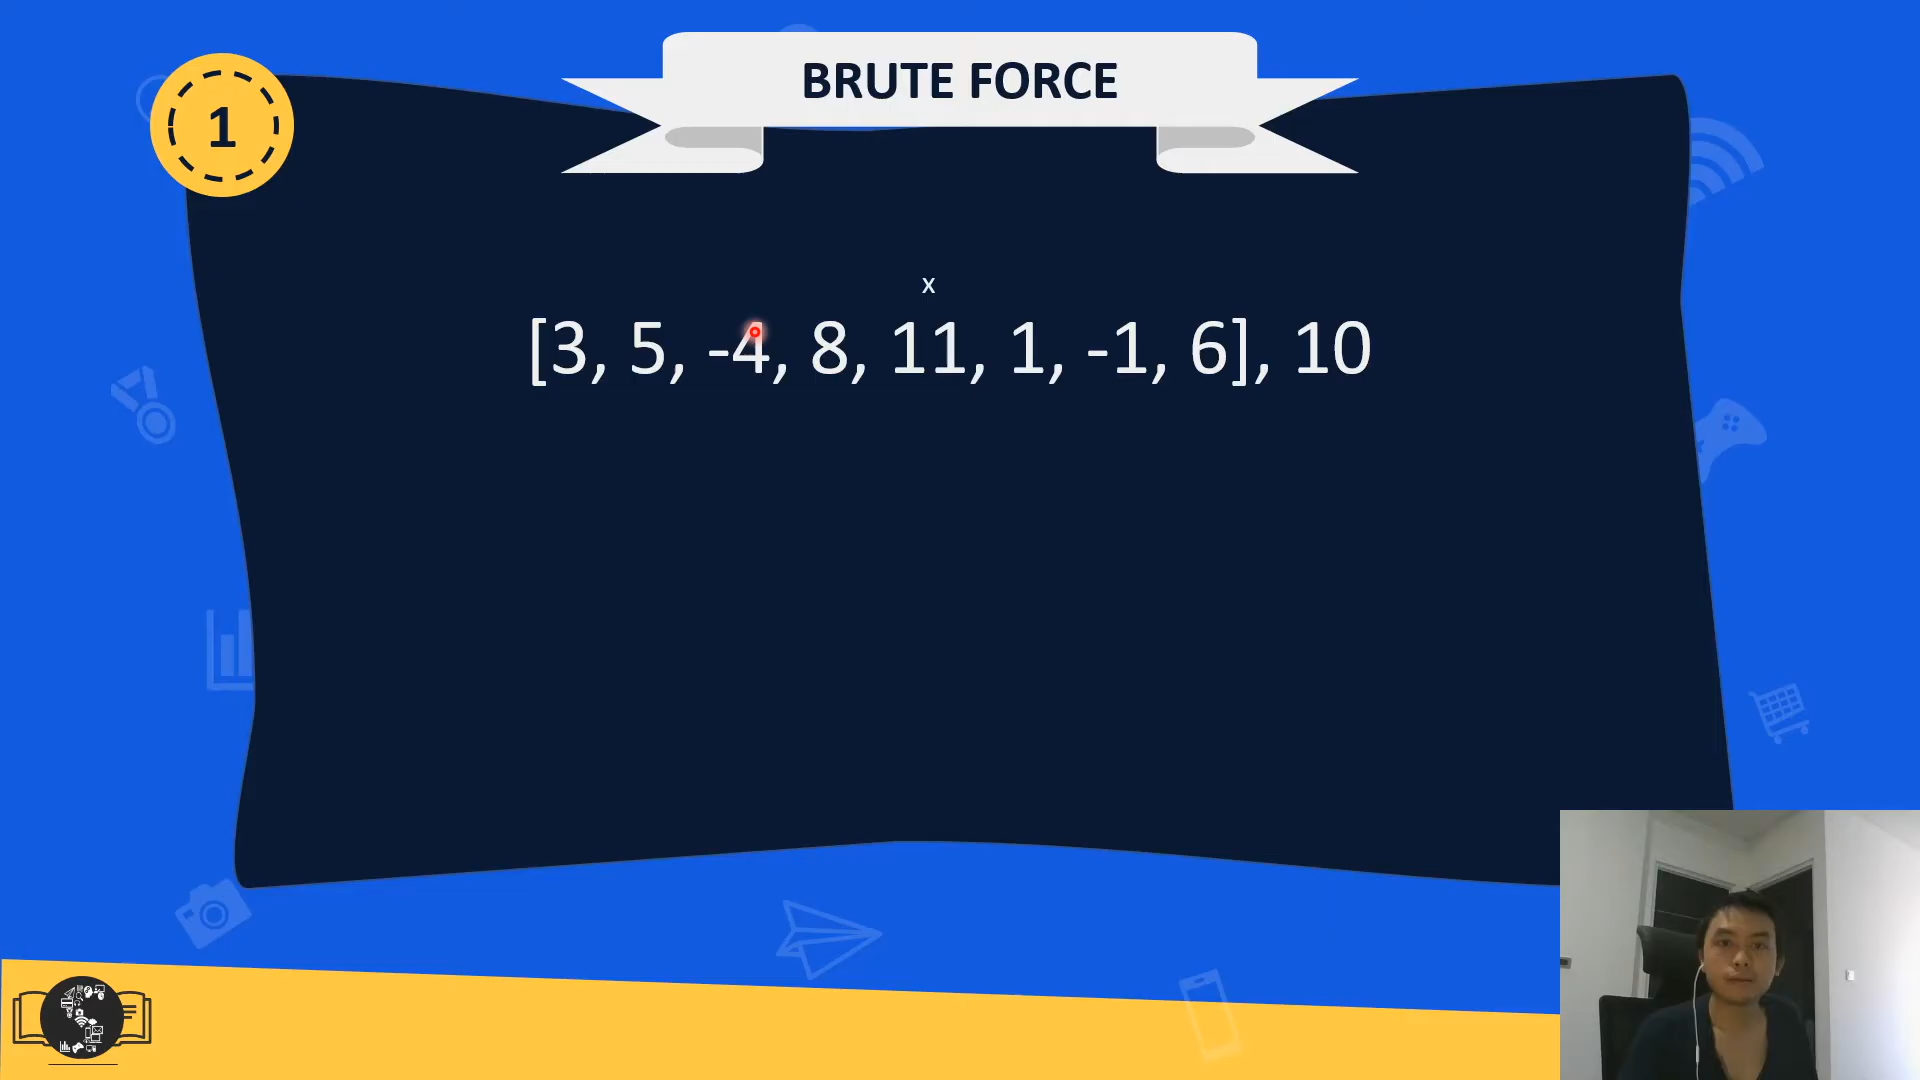 BRUTE FORCE
1
x
[3, 5, -4, 8, 11, 1, -1, 6], 10